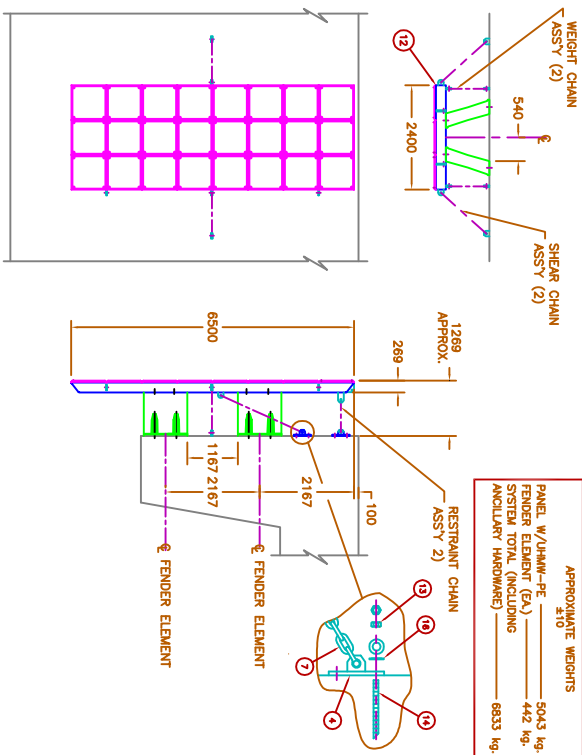 WEIGHT CHAIN
ASS'Y (2)
12
540
2400
℄
SHEAR CHAIN
ASS'Y (2)
6500
1269
APPROX.
269
1167
2167
2167
100
RESTRAINT CHAIN
ASS'Y 2)
℄ FENDER ELEMENT
℄ FENDER ELEMENT
APPROXIMATE WEIGHTS
±10
PANEL W/UHMW-PE 5043 kg.
FENDER ELEMENT (EA.) 442 kg.
SYSTEM TOTAL (INCLUDING
ANCILLARY HARDWARE) 6833 kg.
13
16
7
4
14